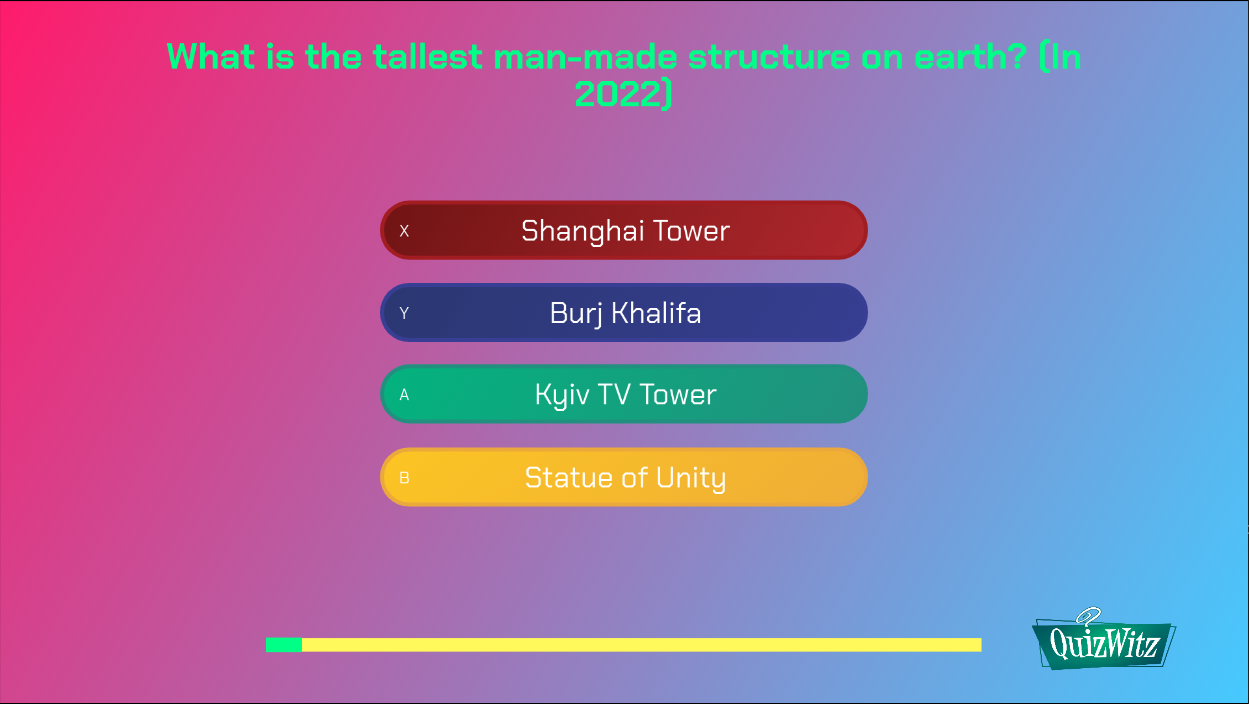 What is the tallest man-made structure on earth? (In
2022)
X Shanghai Tower
Y Burj Khalifa
A Kyiv TV Tower
B Statue of Unity
QuizWitz